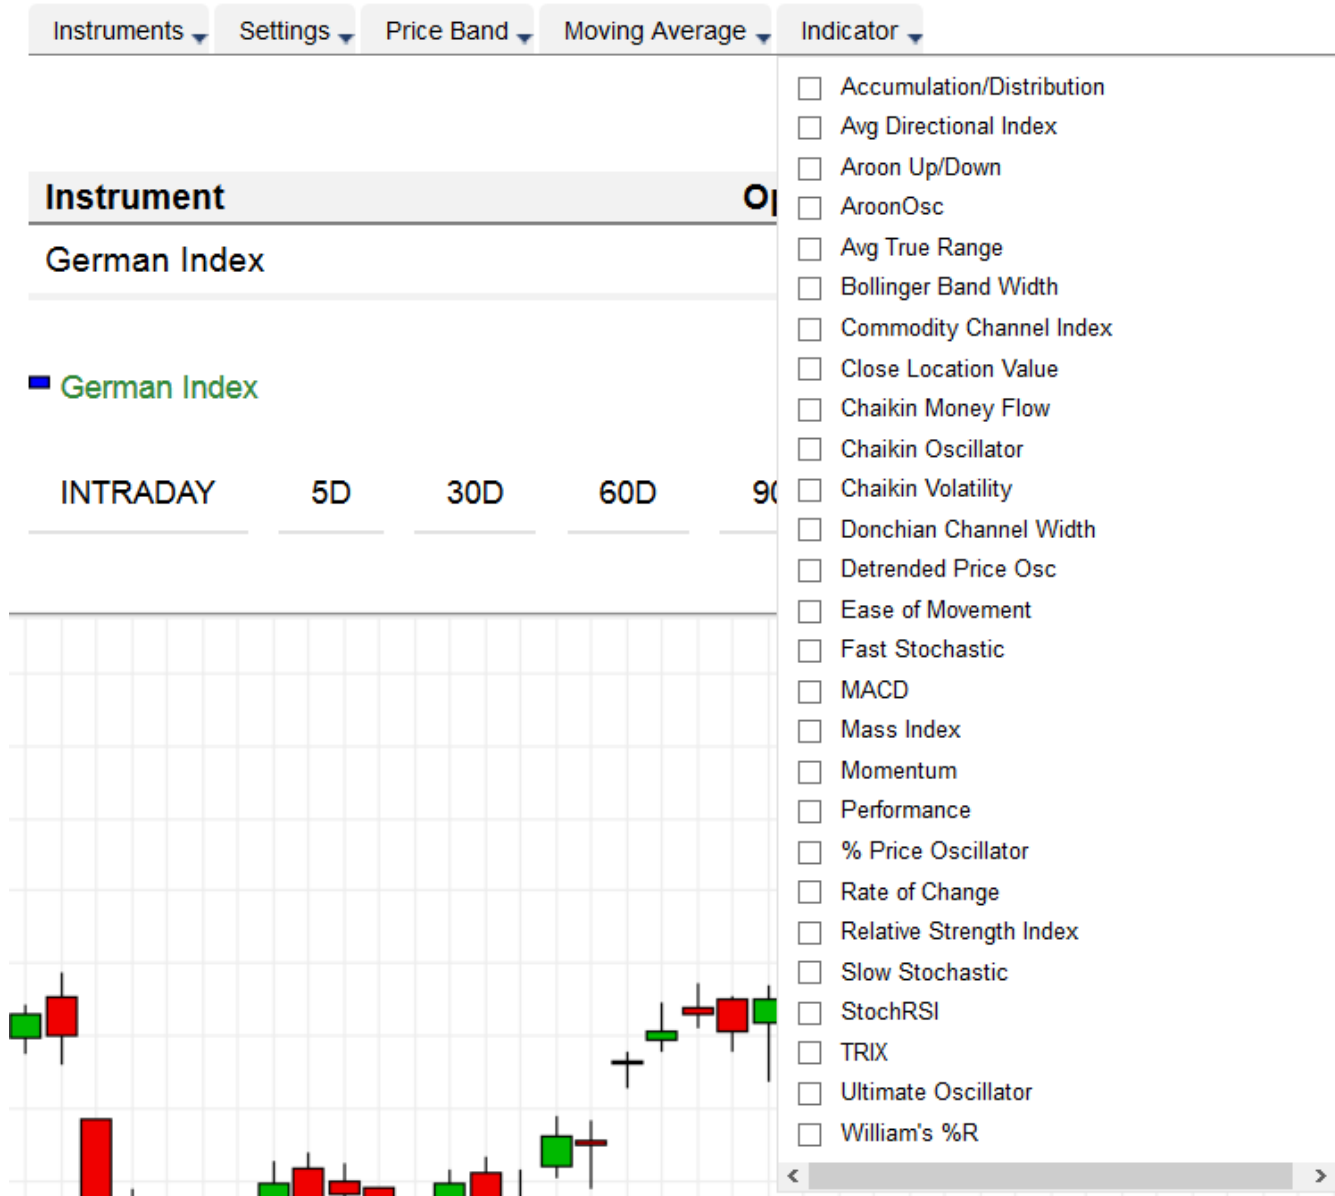 Instruments Settings Price Band Moving Average Indicator
Accumulation/Distribution
Avg Directional Index
Aroon Up/Down
AroonOsc
Avg True Range
Bollinger Band Width
Commodity Channel Index
Close Location Value
Chaikin Money Flow
Chaikin Oscillator
Chaikin Volatility
Donchian Channel Width
Detrended Price Osc
Ease of Movement
Fast Stochastic
MACD
Mass Index
Momentum
Performance
% Price Oscillator
Rate of Change
Relative Strength Index
Slow Stochastic
StochRSI
TRIX
Ultimate Oscillator
William's %R
Instrument
German Index
German Index
INTRADAY 5D 30D 60D